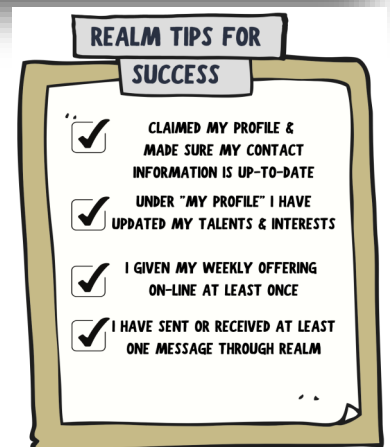 REALM TIPS FOR
SUCCESS
CLAIMED MY PROFILE &
MADE SURE MY CONTACT
INFORMATION IS UP-TO-DATE
UNDER "MY PROFILE" I HAVE
UPDATED MY TALENTS & INTERESTS
I GIVEN MY WEEKLY OFFERING
ON-LINE AT LEAST ONCE
I HAVE SENT OR RECEIVED AT LEAST
ONE MESSAGE THROUGH REALM